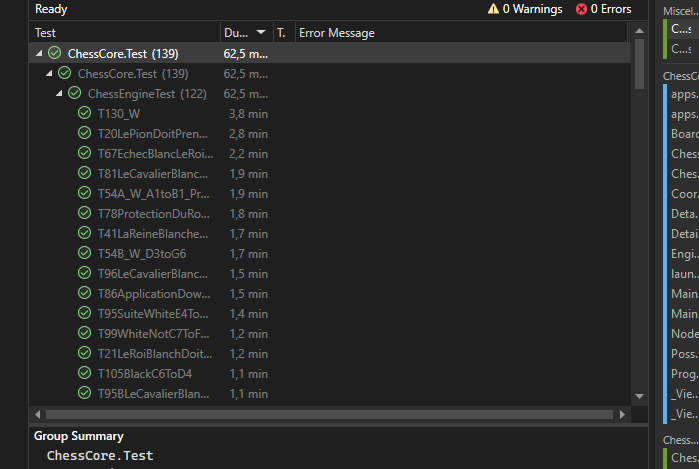 Ready 0 Warnings 0 Errors
Test Du... T. Error Message
ChessCore.Test (139) 62,5 m...
ChessCore.Test (139) 62,5 m...
ChessEngineTest (122) 62,5 m...
T130_W 3,8 min
T20LePionDoitPren... 2,8 min
T67EchecBlancLeRoi... 2,2 min
T81LeCavalierBlanc... 1,9 min
T54A_W_A1toB1_Pr... 1,9 min
T78ProtectionDuRo... 1,8 min
T41LaReineBlanche... 1,7 min
T54B_W_D3toG6 1,7 min
T96LeCavalierBlanc... 1,5 min
T86ApplicationDow... 1,5 min
T95SuiteWhiteE4To... 1,4 min
T99WhiteNotC7ToF... 1,2 min
T21LeRoiBlanchDoit... 1,2 min
T105BlackC6ToD4 1,1 min
T95BLeCavalierBlan... 1,1 min
Group Summary
ChessCore.Test
Miscel...
C...s
C...s
ChessCo
apps.
apps.
Board
Chess
Ches.
Coor.
Deta..
Detai.
Engi..
laun..
Main.
Main.
Node
Poss..
Prog.
_Vie..
_Vie..
Chess...
Ches.